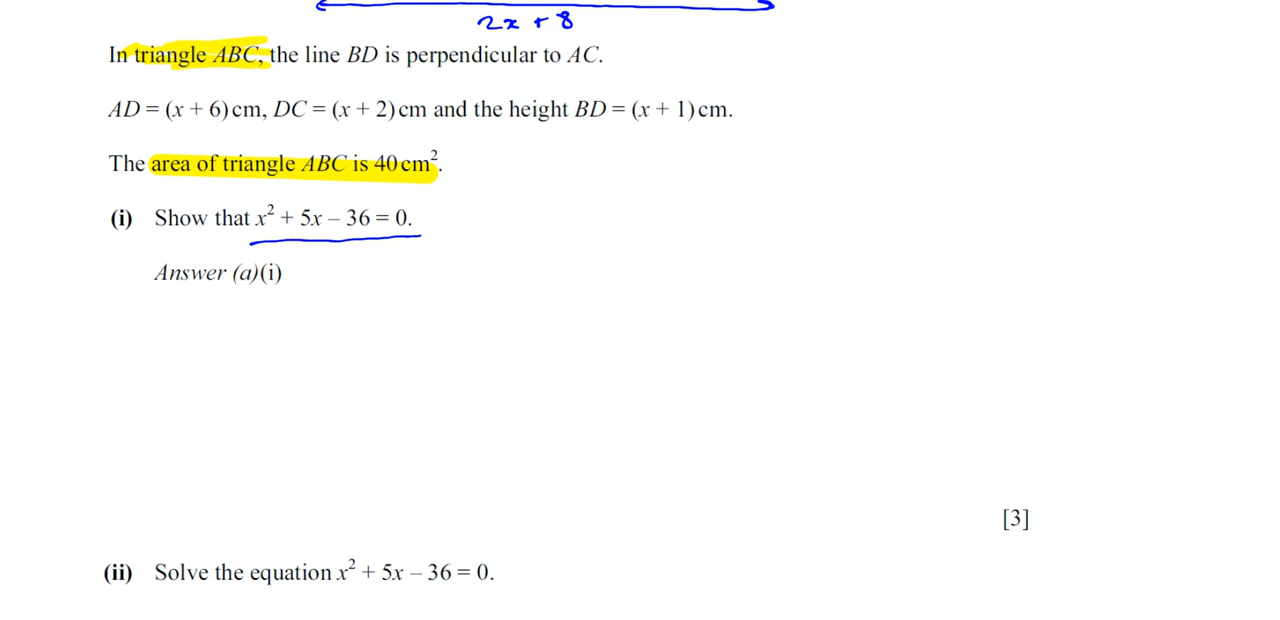 2x + 8
In triangle ABC, the line BD is perpendicular to AC.
AD = (x + 6) cm, DC = (x + 2) cm and the height BD = (x + 1) cm.
The area of triangle ABC is 40 cm².
(i) Show that x² + 5x – 36 = 0.
Answer (a)(i)
[3]
(ii) Solve the equation x² + 5x – 36 = 0.